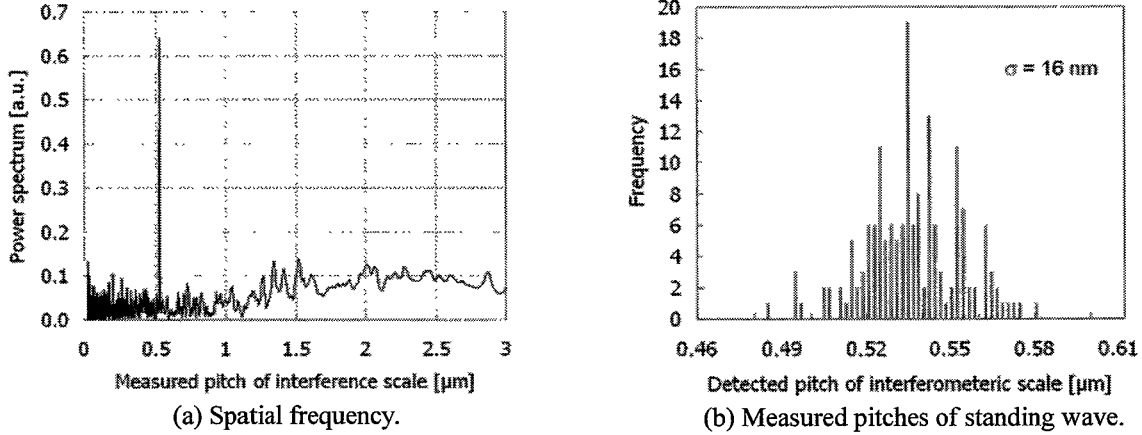 0.7
0.6
0.5
0.4
0.3
0.2
0.1
0.0
Power spectrum [a.u.]
0 0.5 1 1.5 2 2.5 3
Measured pitch of interference scale [µm]
(a) Spatial frequency.
20
18
16
14
12
10
8
6
4
2
0
Frequency
σ = 16 nm
0.46 0.49 0.52 0.55 0.58 0.61
Detected pitch of interferometeric scale [µm]
(b) Measured pitches of standing wave.